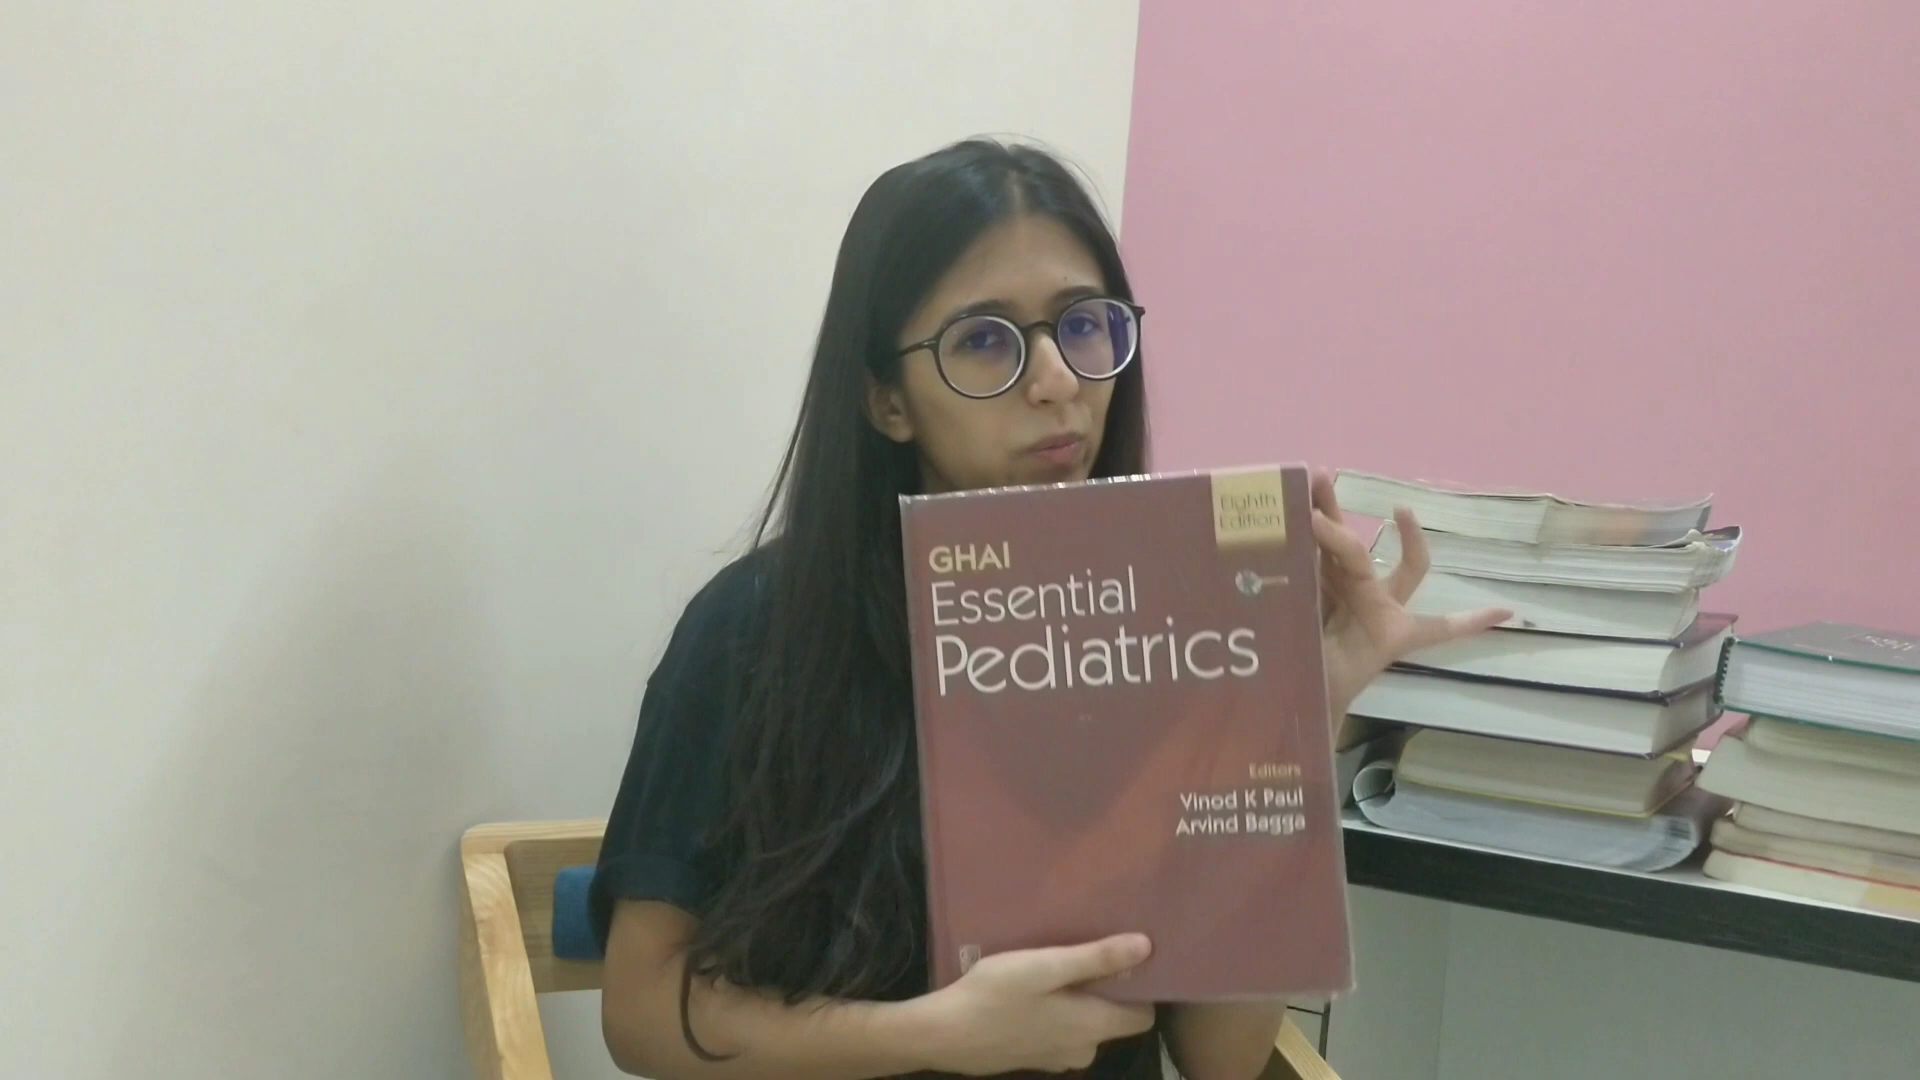 Eighth
Edition
GHAI
Essential
Pediatrics
Editors
Vinod K Paul
Arvind Bagga